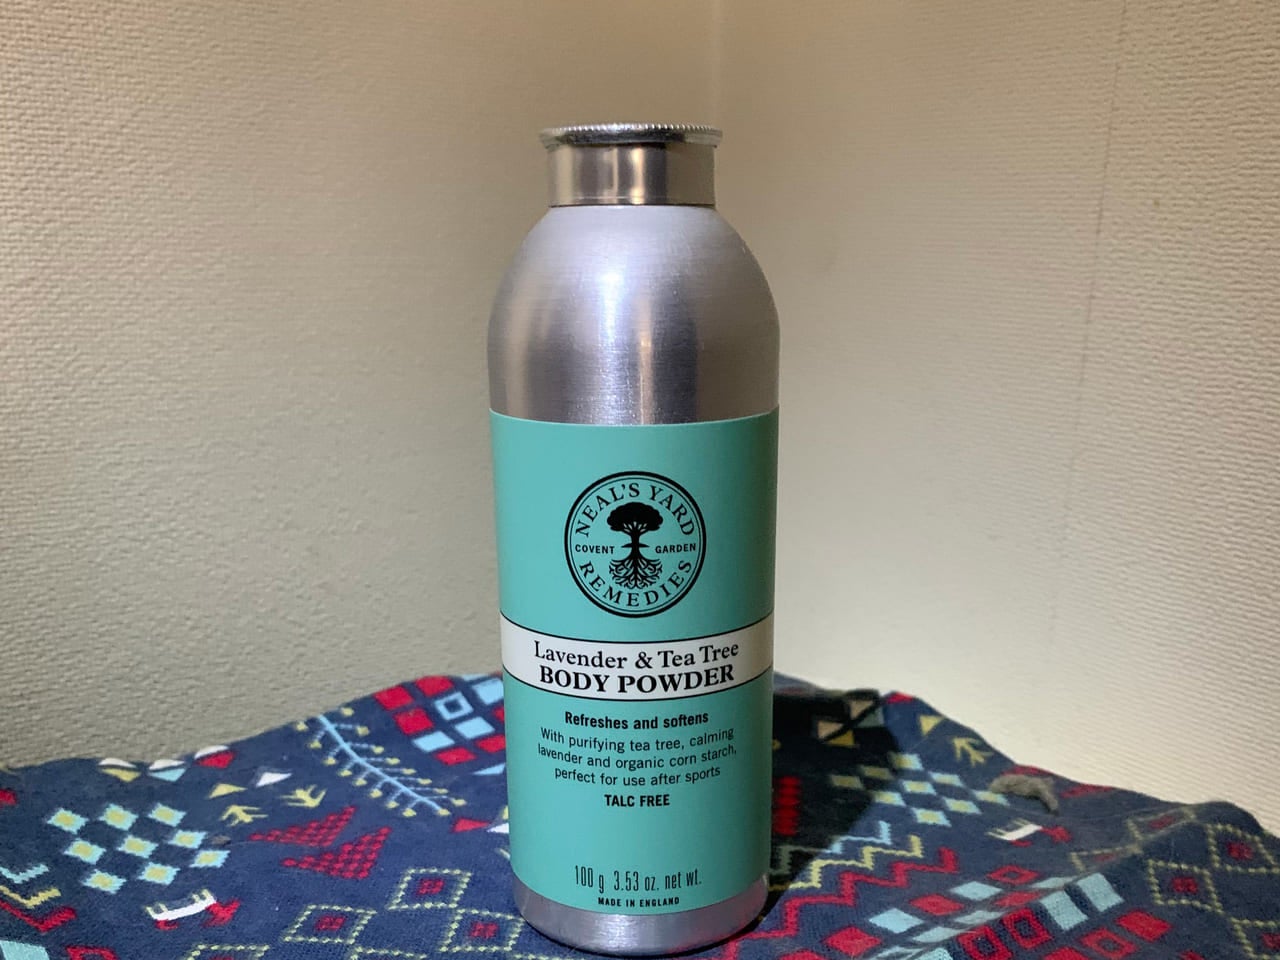 NEAL'S YARD
COVENT GARDEN
REMEDIES
Lavender & Tea Tree
BODY POWDER
Refreshes and softens
With purifying tea tree, calming
lavender and organic corn starch,
perfect for use after sports
TALC FREE
100 g 3.53 oz. net wt.
MADE IN ENGLAND